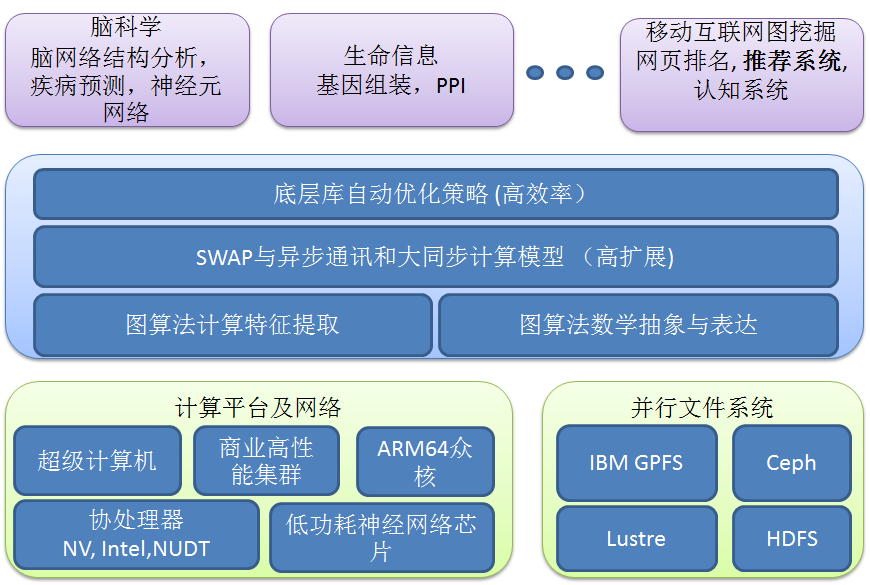 脑科学
脑网络结构分析，
疾病预测，神经元
网络
生命信息
基因组装，PPI
移动互联网图挖掘
网页排名, 推荐系统,
认知系统
底层库自动优化策略 (高效率）
SWAP与异步通讯和大同步计算模型 （高扩展)
图算法计算特征提取
图算法数学抽象与表达
计算平台及网络
超级计算机
商业高性
能集群
ARM64众
核
协处理器
NV, Intel,NUDT
低功耗神经网络芯
片
并行文件系统
IBM GPFS
Ceph
Lustre
HDFS